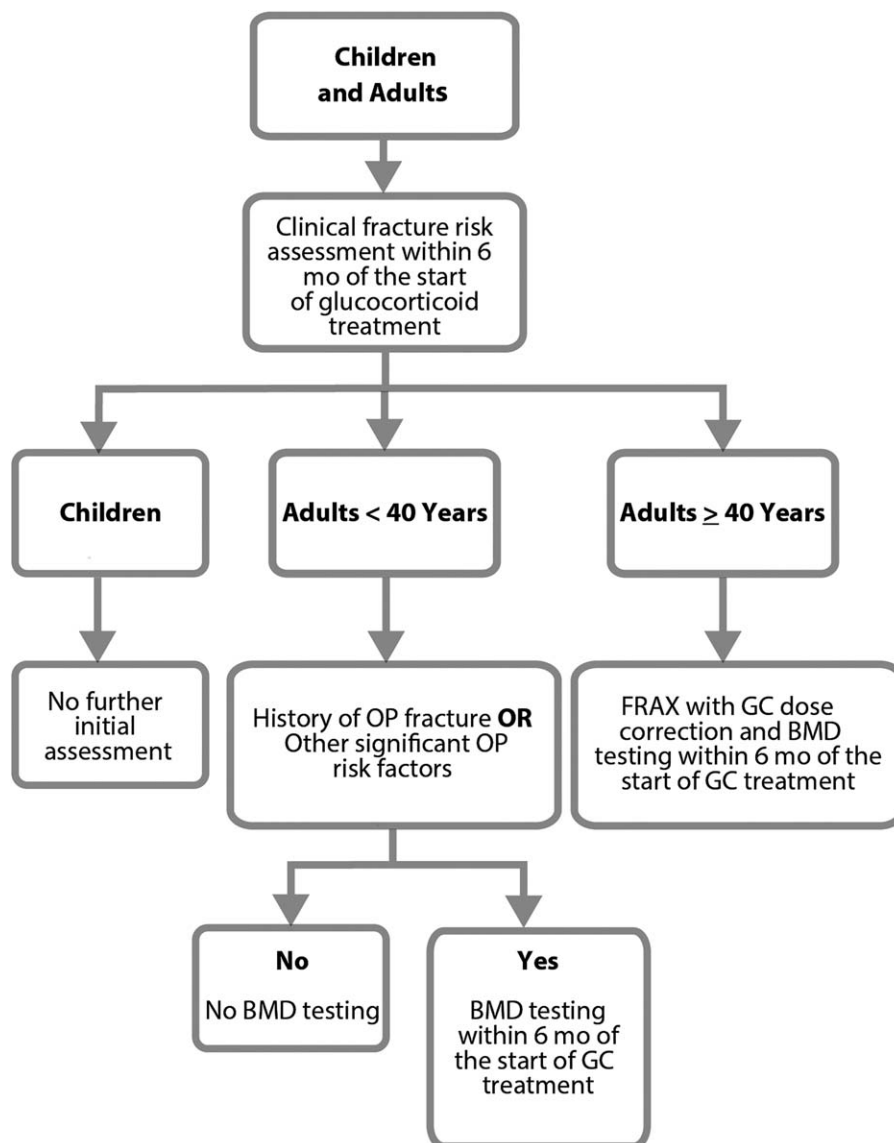 Children
and Adults
Clinical fracture risk
assessment within 6
mo of the start
of glucocorticoid
treatment
Children
Adults < 40 Years
Adults ≥ 40 Years
No further
initial
assessment
History of OP fracture OR
Other significant OP
risk factors
FRAX with GC dose
correction and BMD
testing within 6 mo of the
start of GC treatment
No
No BMD testing
Yes
BMD testing
within 6 mo of
the start of GC
treatment